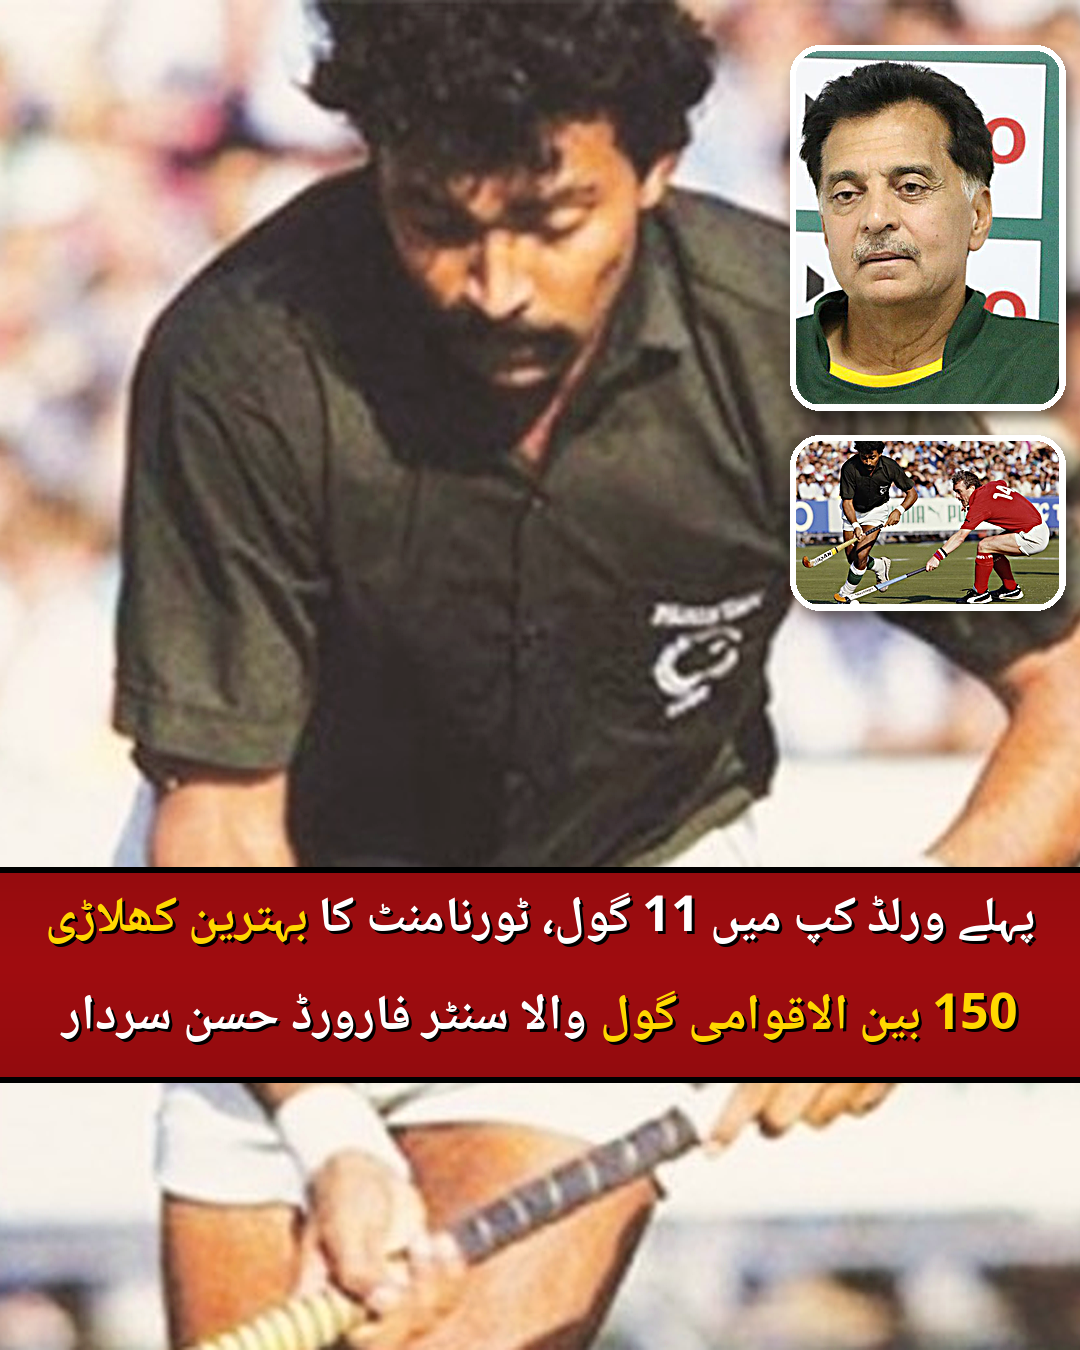 پہلے ورلڈ کپ میں 11 گول، ٹورنامنٹ کا بہترین کھلاڑی
150 بین الاقوامی گول والا سنٹر فارورڈ حسن سردار
14